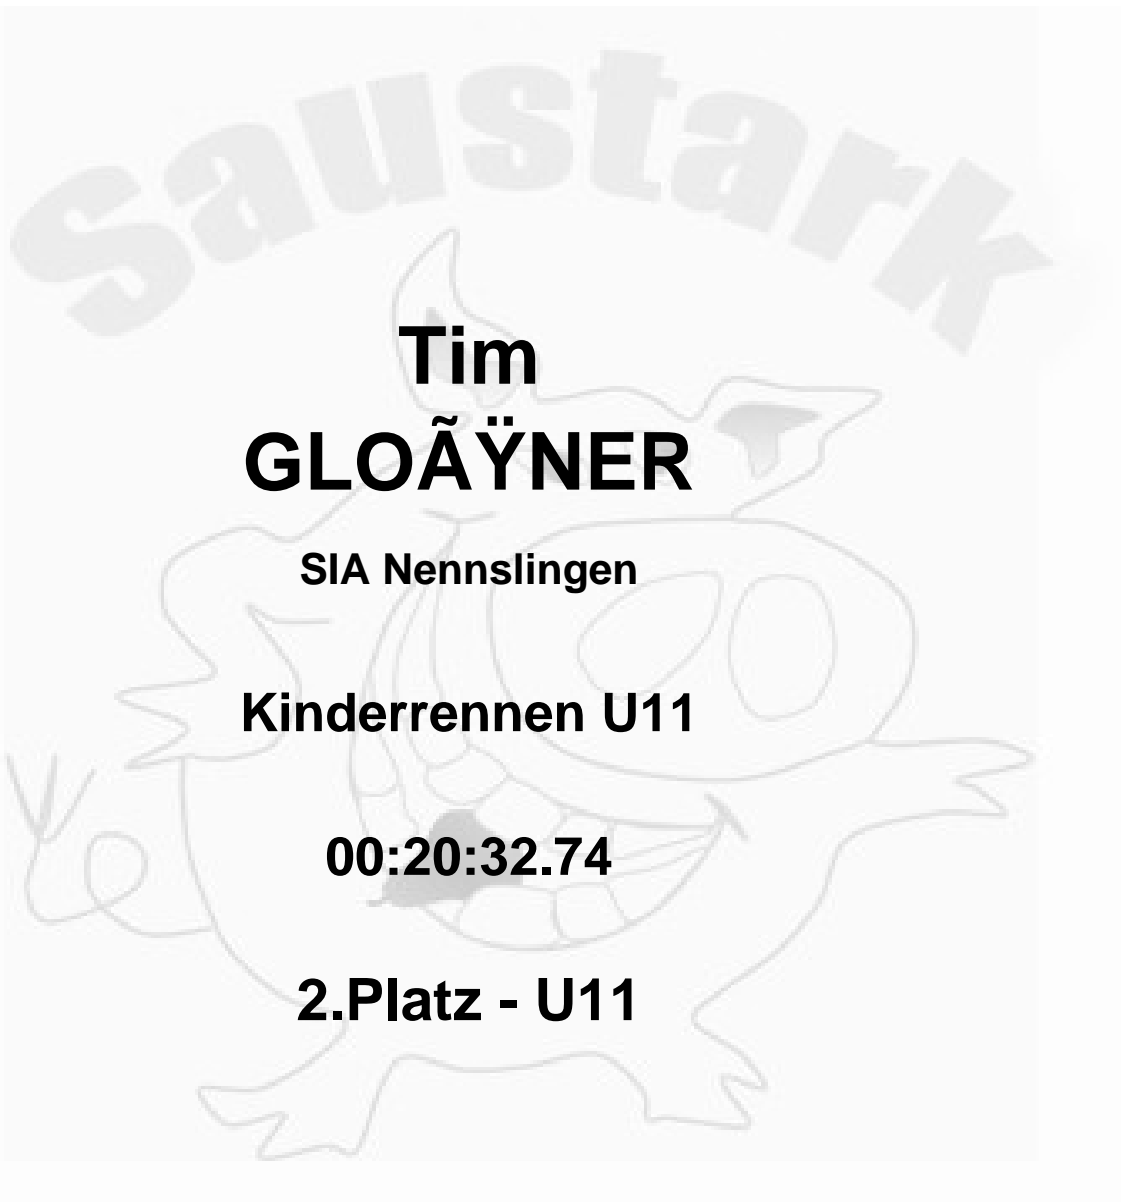 Saustark
Tim
GLOÃŸNER
SIA Nennslingen
Kinderrennen U11
00:20:32.74
2.Platz - U11